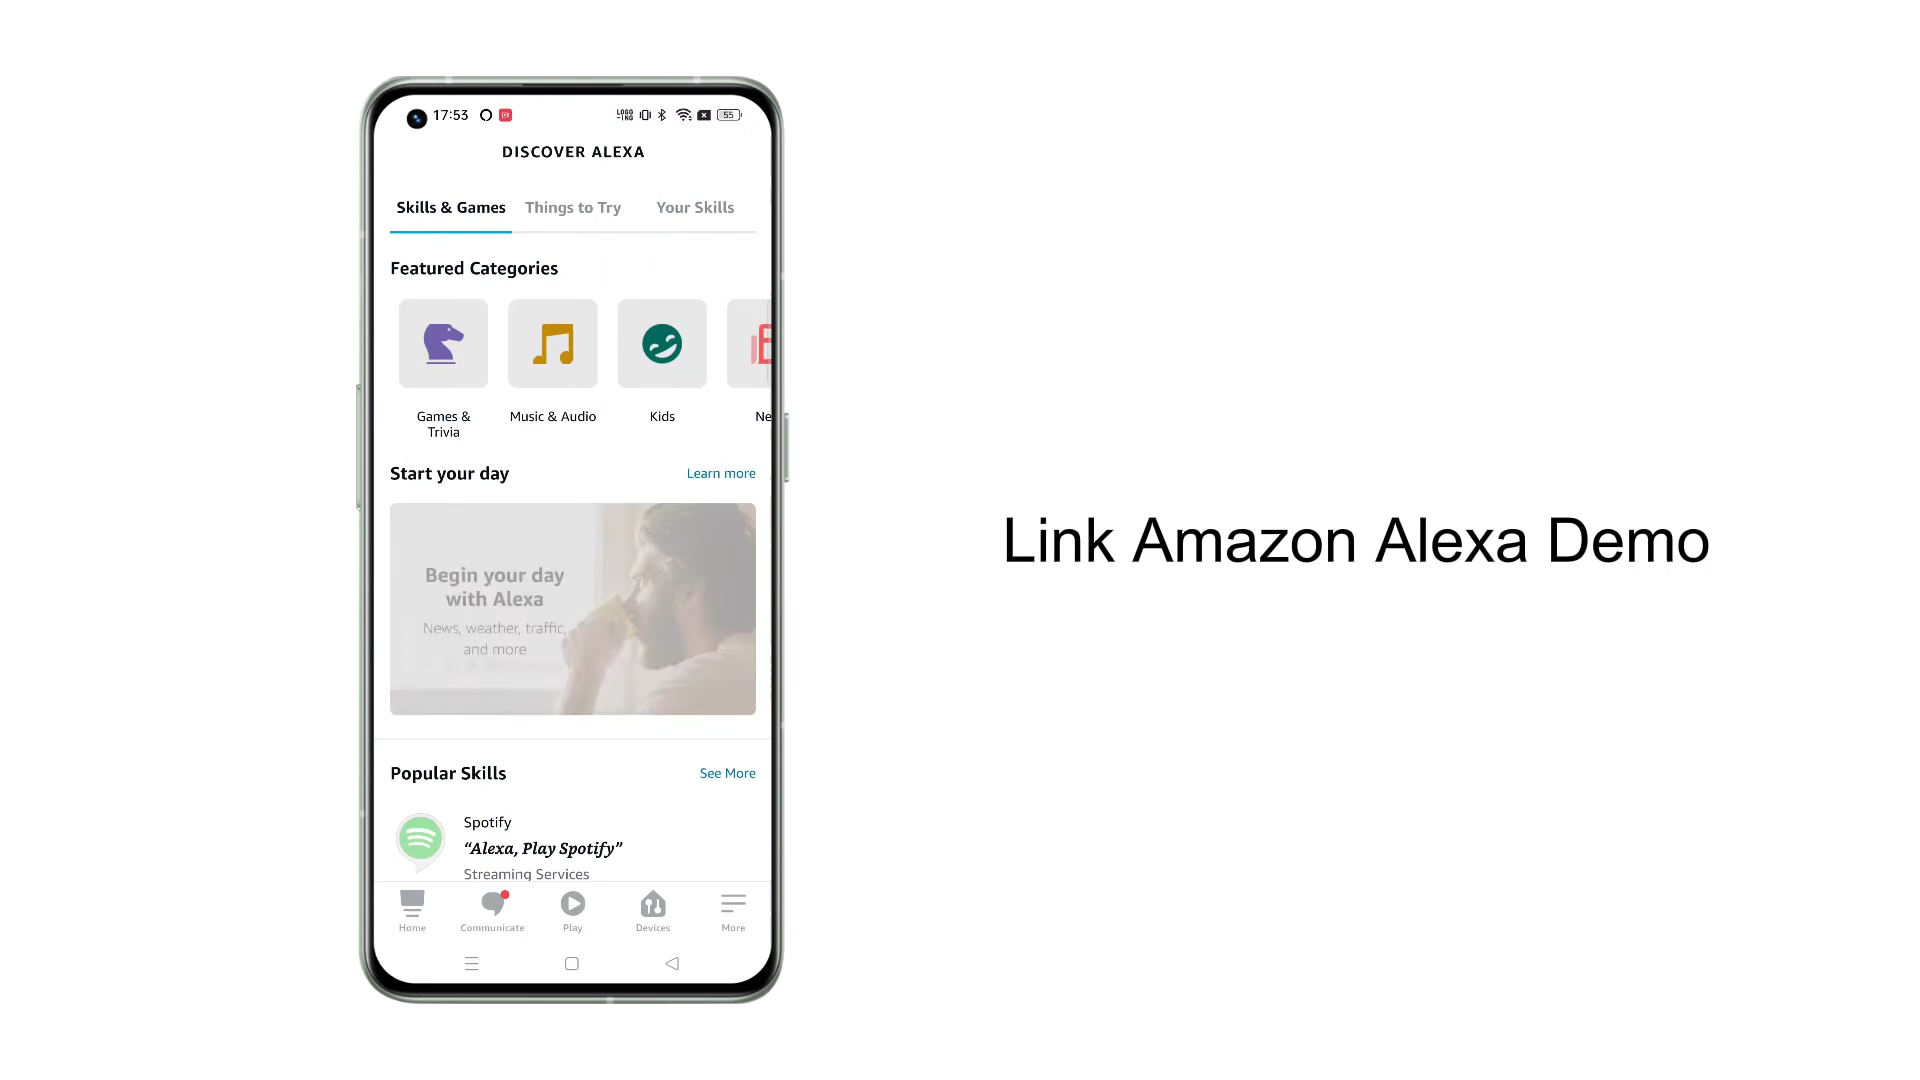 17:53
55
DISCOVER ALEXA
Skills & Games
Things to Try
Your Skills
Featured Categories
Games &
Trivia
Music & Audio
Kids
Ne
Start your day
Learn more
Begin your day
with Alexa
News, weather, traffic,
and more
Popular Skills
See More
Spotify
“Alexa, Play Spotify”
Streaming Services
Home
Communicate
Play
Devices
More
Link Amazon Alexa Demo